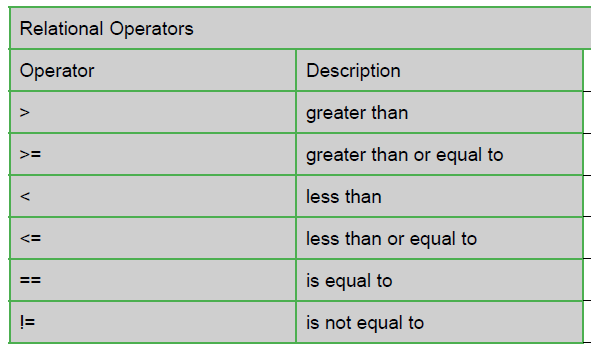 Relational Operators
Operator Description
> greater than
>= greater than or equal to
< less than
<= less than or equal to
== is equal to
!= is not equal to